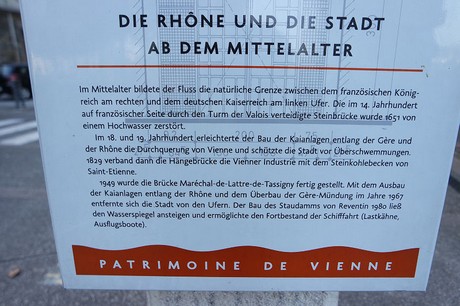 DIE RHÔNE UND DIE STADT
AB DEM MITTELALTER
Im Mittelalter bildete der Fluss die natürliche Grenze zwischen dem französischen König-
reich am rechten und dem deutschen Kaiserreich am linken Ufer. Die im 14. Jahrhundert
auf französischer Seite durch den Turm der Valois verteidigte Steinbrücke wurde 1651 von
einem Hochwasser zerstört.
Im 18. und 19. Jahrhundert erleichterte der Bau der Kaianlagen entlang der Gère und
der Rhône die Durchquerung von Vienne und schützte die Stadt vor Überschwemmungen.
1829 verband dann die Hängebrücke die Vienner Industrie mit dem Steinkohlebecken von
Saint-Etienne.
1949 wurde die Brücke Maréchal-de-Lattre-de-Tassigny fertig gestellt. Mit dem Ausbau
der Kaianlagen entlang der Rhône und dem Überbau der Gère-Mündung im Jahre 1967
entfernte sich die Stadt von den Ufern. Der Bau des Staudamms von Reventin 1980 ließ
den Wasserspiegel ansteigen und ermöglichte den Fortbestand der Schifffahrt (Lastkähne,
Ausflugsboote).
PATRIMOINE DE VIENNE